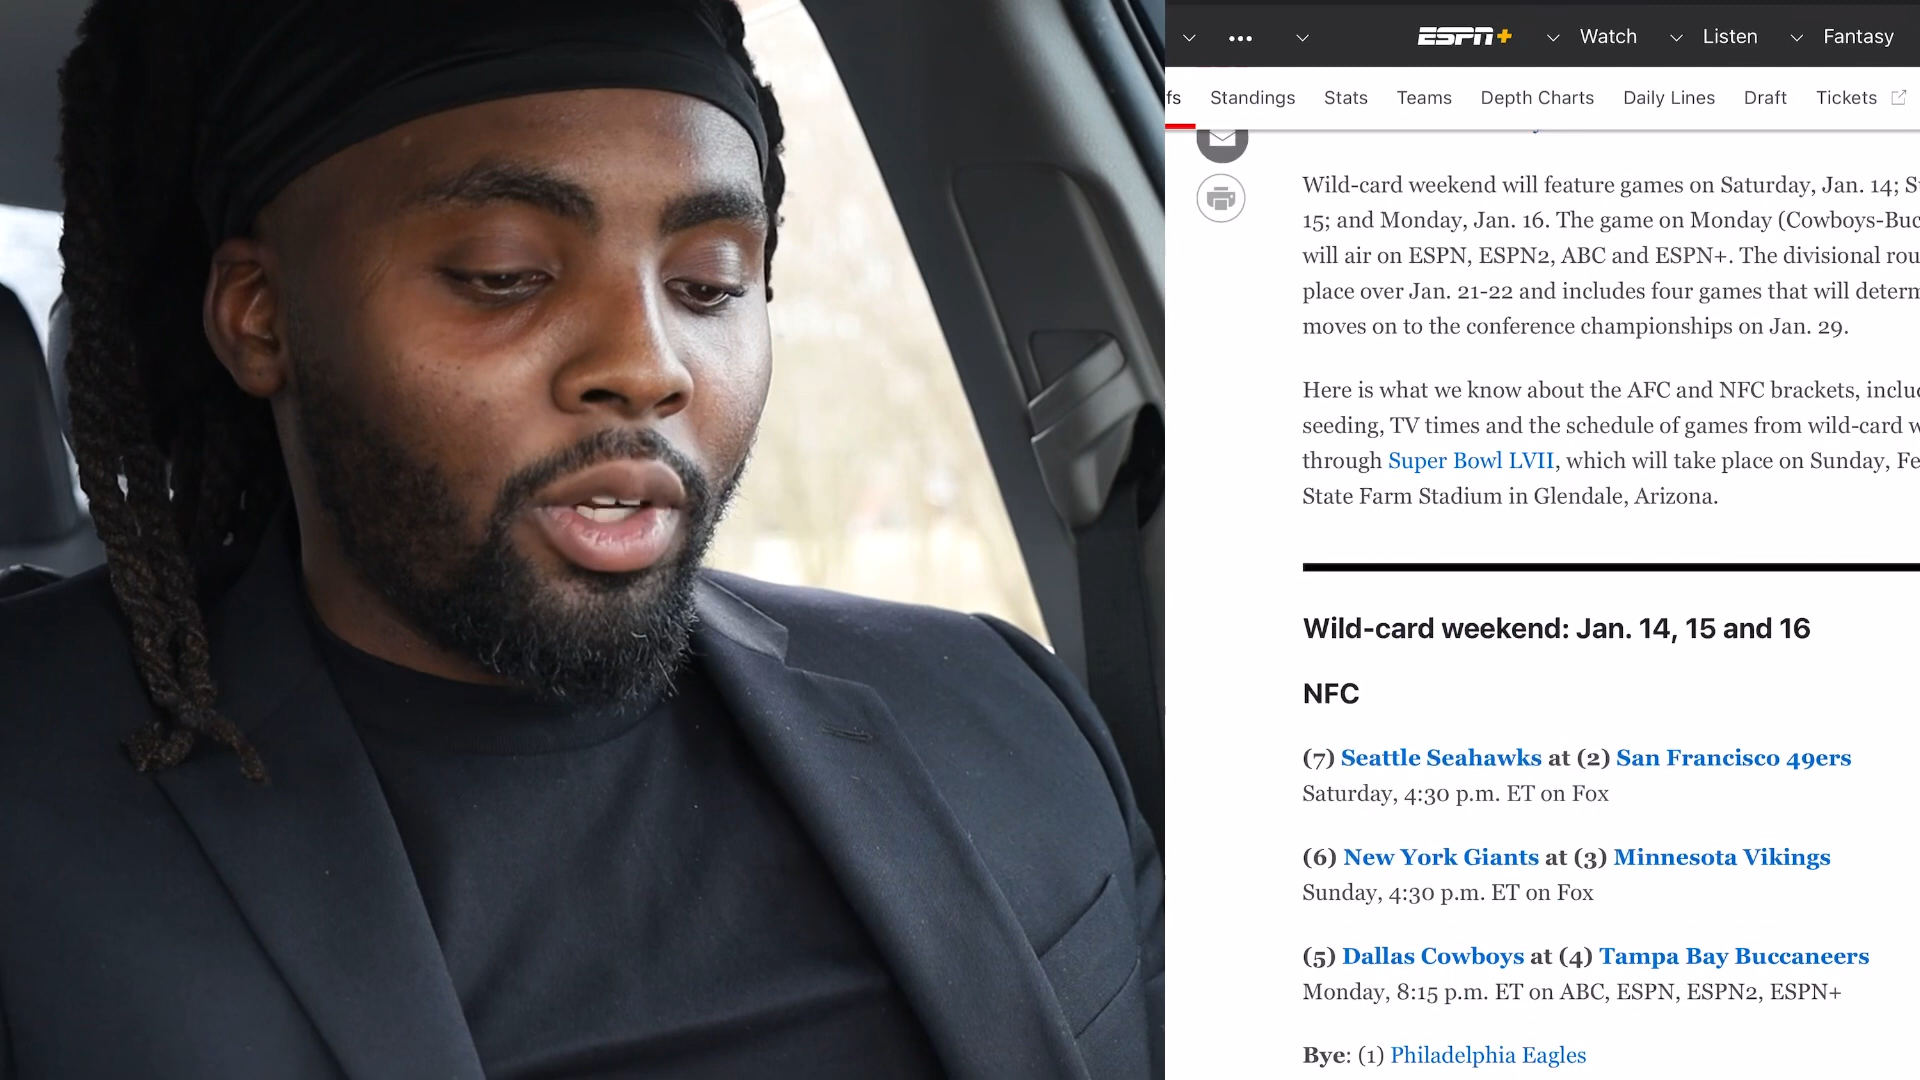 ESPN+ Watch Listen Fantasy
fs Standings Stats Teams Depth Charts Daily Lines Draft Tickets
Wild-card weekend will feature games on Saturday, Jan. 14; S
15; and Monday, Jan. 16. The game on Monday (Cowboys-Buc
will air on ESPN, ESPN2, ABC and ESPN+. The divisional rou
place over Jan. 21-22 and includes four games that will determ
moves on to the conference championships on Jan. 29.
Here is what we know about the AFC and NFC brackets, includ
seeding, TV times and the schedule of games from wild-card w
through Super Bowl LVII, which will take place on Sunday, Fe
State Farm Stadium in Glendale, Arizona.
Wild-card weekend: Jan. 14, 15 and 16
NFC
(7) Seattle Seahawks at (2) San Francisco 49ers
Saturday, 4:30 p.m. ET on Fox
(6) New York Giants at (3) Minnesota Vikings
Sunday, 4:30 p.m. ET on Fox
(5) Dallas Cowboys at (4) Tampa Bay Buccaneers
Monday, 8:15 p.m. ET on ABC, ESPN, ESPN2, ESPN+
Bye: (1) Philadelphia Eagles